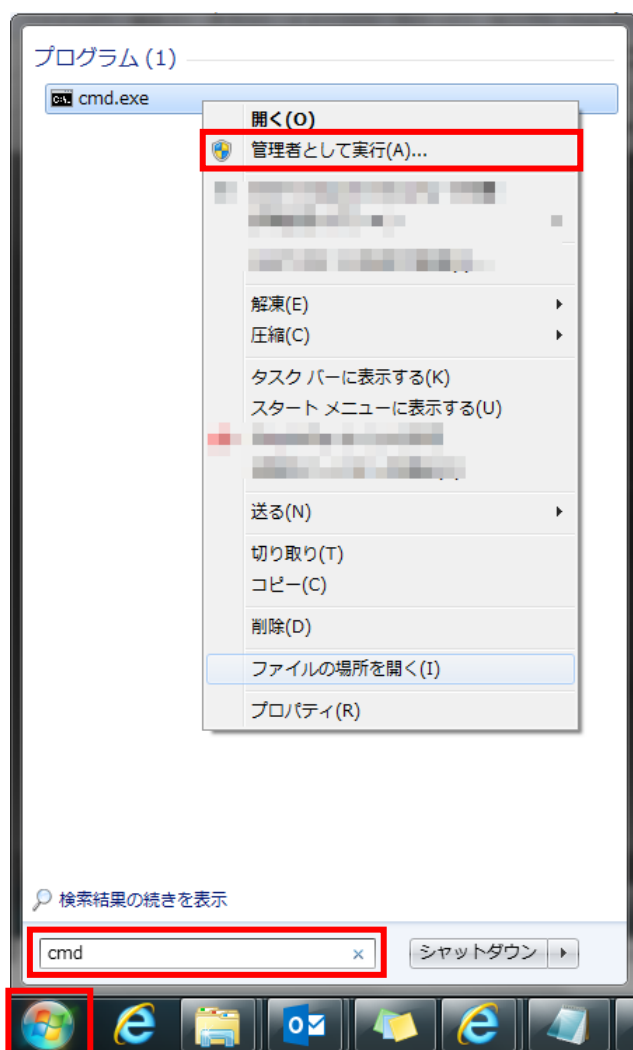 プログラム (1)
cmd.exe
開く(O)
管理者として実行(A)...
解凍(E)
圧縮(C)
タスク バーに表示する(K)
スタート メニューに表示する(U)
送る(N)
切り取り(T)
コピー(C)
削除(D)
ファイルの場所を開く(I)
プロパティ(R)
検索結果の続きを表示
cmd
シャットダウン